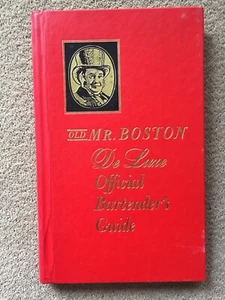 OLD MR. BOSTON
De Luxe
Official
Bartender's
Guide